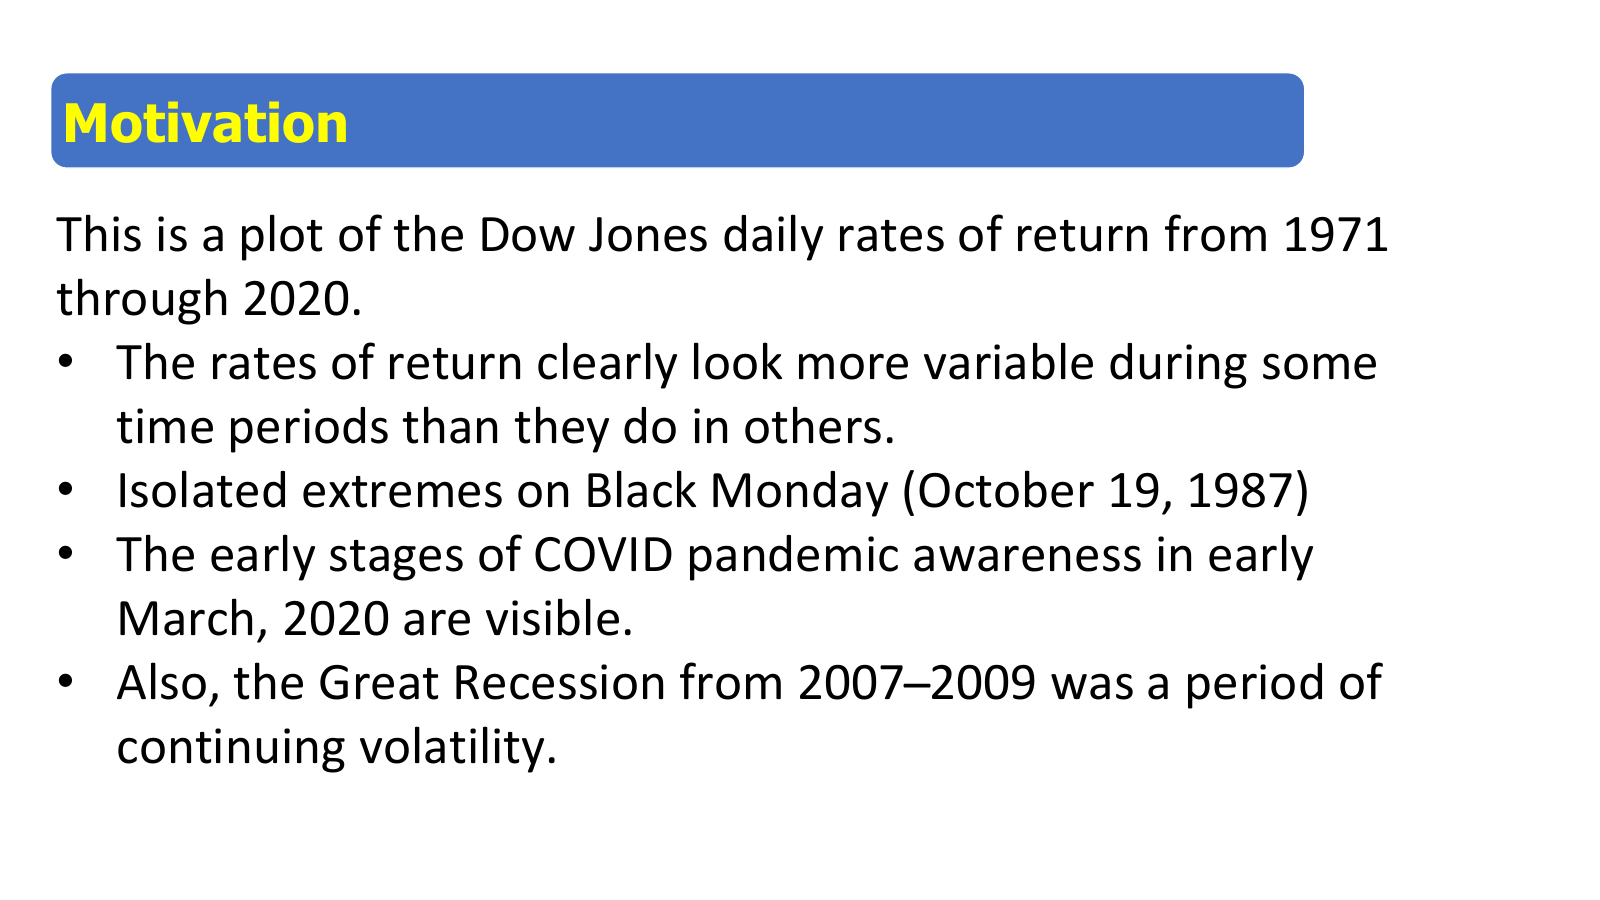 Motivation
This is a plot of the Dow Jones daily rates of return from 1971
through 2020.
• The rates of return clearly look more variable during some
time periods than they do in others.
• Isolated extremes on Black Monday (October 19, 1987)
• The early stages of COVID pandemic awareness in early
March, 2020 are visible.
• Also, the Great Recession from 2007–2009 was a period of
continuing volatility.